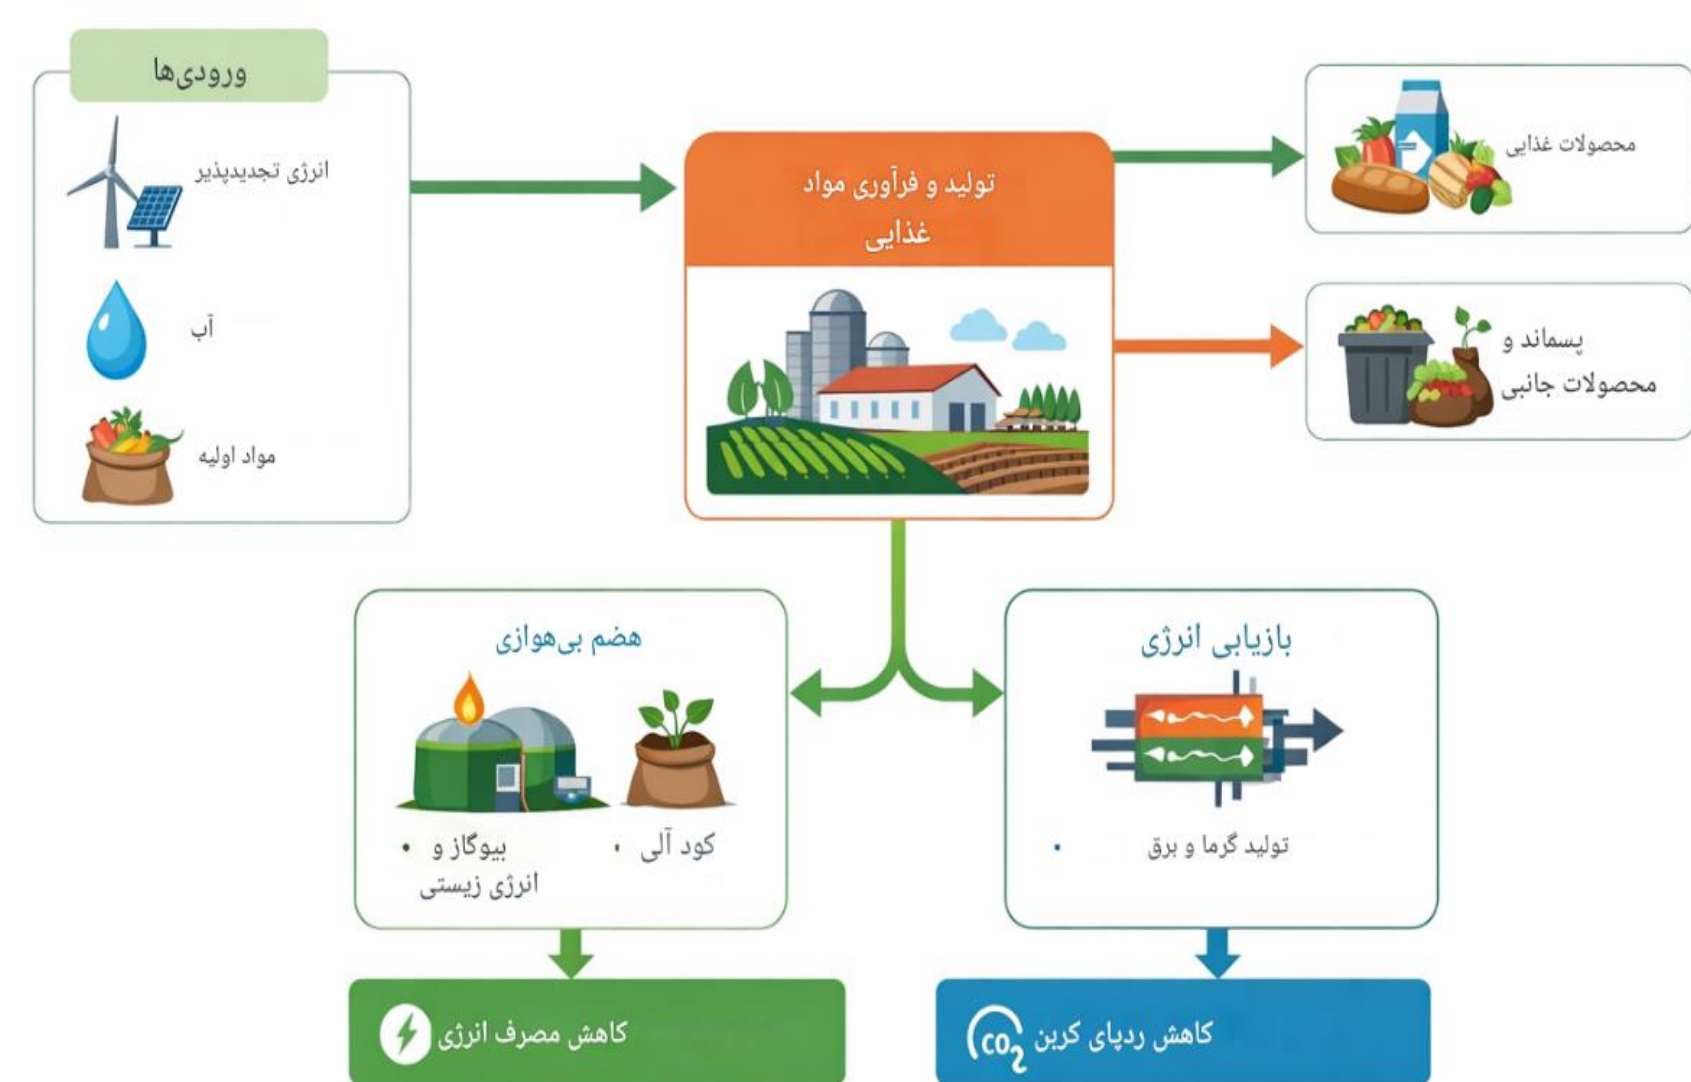 ورودی‌ها
انرژی تجدیدپذیر
آب
مواد اولیه
تولید و فرآوری مواد
غذایی
محصولات غذایی
پسماند و
محصولات جانبی
هضم بی‌هوازی
• بیوگاز و
انرژی زیستی
• کود آلی
بازیابی انرژی
• تولید گرما و برق
کاهش مصرف انرژی
کاهش ردپای کربن
CO₂